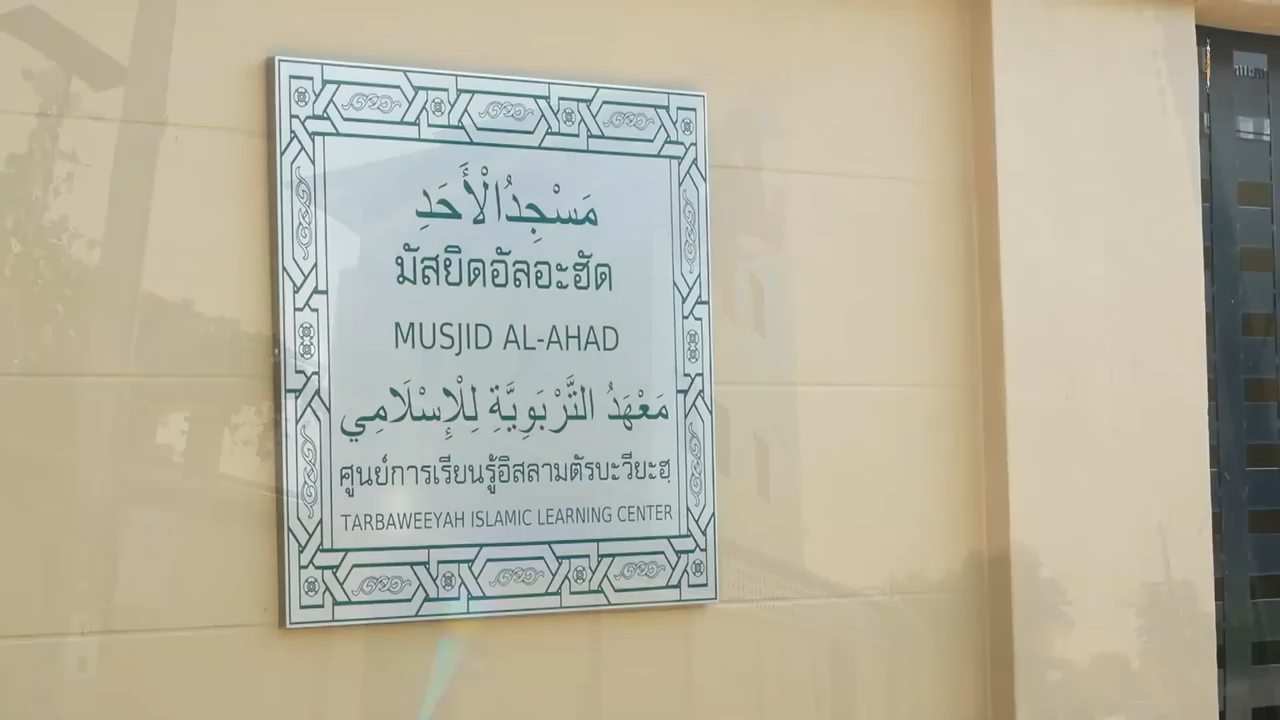 مَسْجِدُالْأَحَدِ
มัสยิดอัลอะฮัด
MUSJID AL-AHAD
مَعْهَدُ التَّرْبَوِيَّةِ لِلْإِسْلَامِي
ศูนย์การเรียนรู้อิสลามตัรบะวียะฮฺ
TARBAWEEYAH ISLAMIC LEARNING CENTER